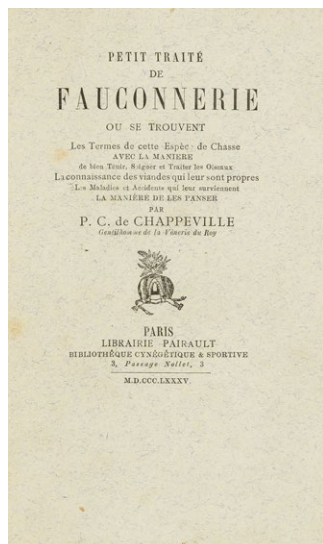 PETIT TRAITÉ
DE
FAUCONNERIE
OU SE TROUVENT
Les Termes de cette Espèce de Chasse
AVEC LA MANIERE
de bien Tenir, Soigner et Traiter les Oiseaux
La connaissance des viandes qui leur sont propres
Les Maladies et Accidents qui leur surviennent
LA MANIÈRE DE LES PANSER
PAR
P. C. de CHAPPEVILLE
Gentilhomme de la Vénerie du Roy
PARIS
LIBRAIRIE PAIRAULT
BIBLIOTHÈQUE CYNÉGÉTIQUE & SPORTIVE
3, Passage Nollet, 3
M.D.CCC.LXXXV.